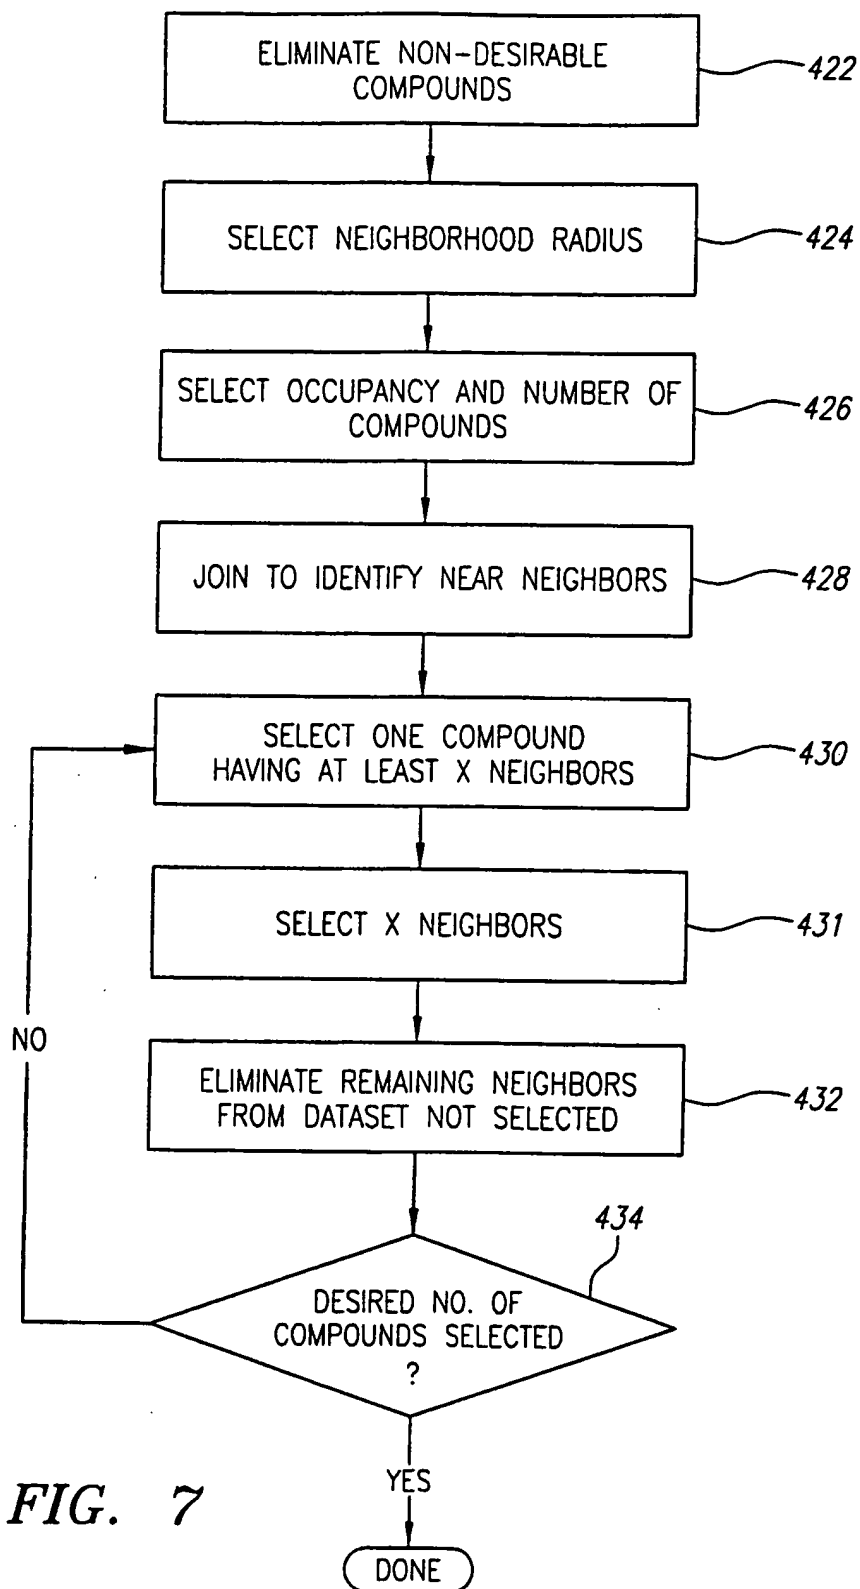 ELIMINATE NON-DESIRABLE
COMPOUNDS
422
SELECT NEIGHBORHOOD RADIUS
424
SELECT OCCUPANCY AND NUMBER OF
COMPOUNDS
426
JOIN TO IDENTIFY NEAR NEIGHBORS
428
SELECT ONE COMPOUND
HAVING AT LEAST X NEIGHBORS
430
SELECT X NEIGHBORS
431
NO
ELIMINATE REMAINING NEIGHBORS
FROM DATASET NOT SELECTED
432
434
DESIRED NO. OF
COMPOUNDS SELECTED
?
YES
FIG. 7
DONE